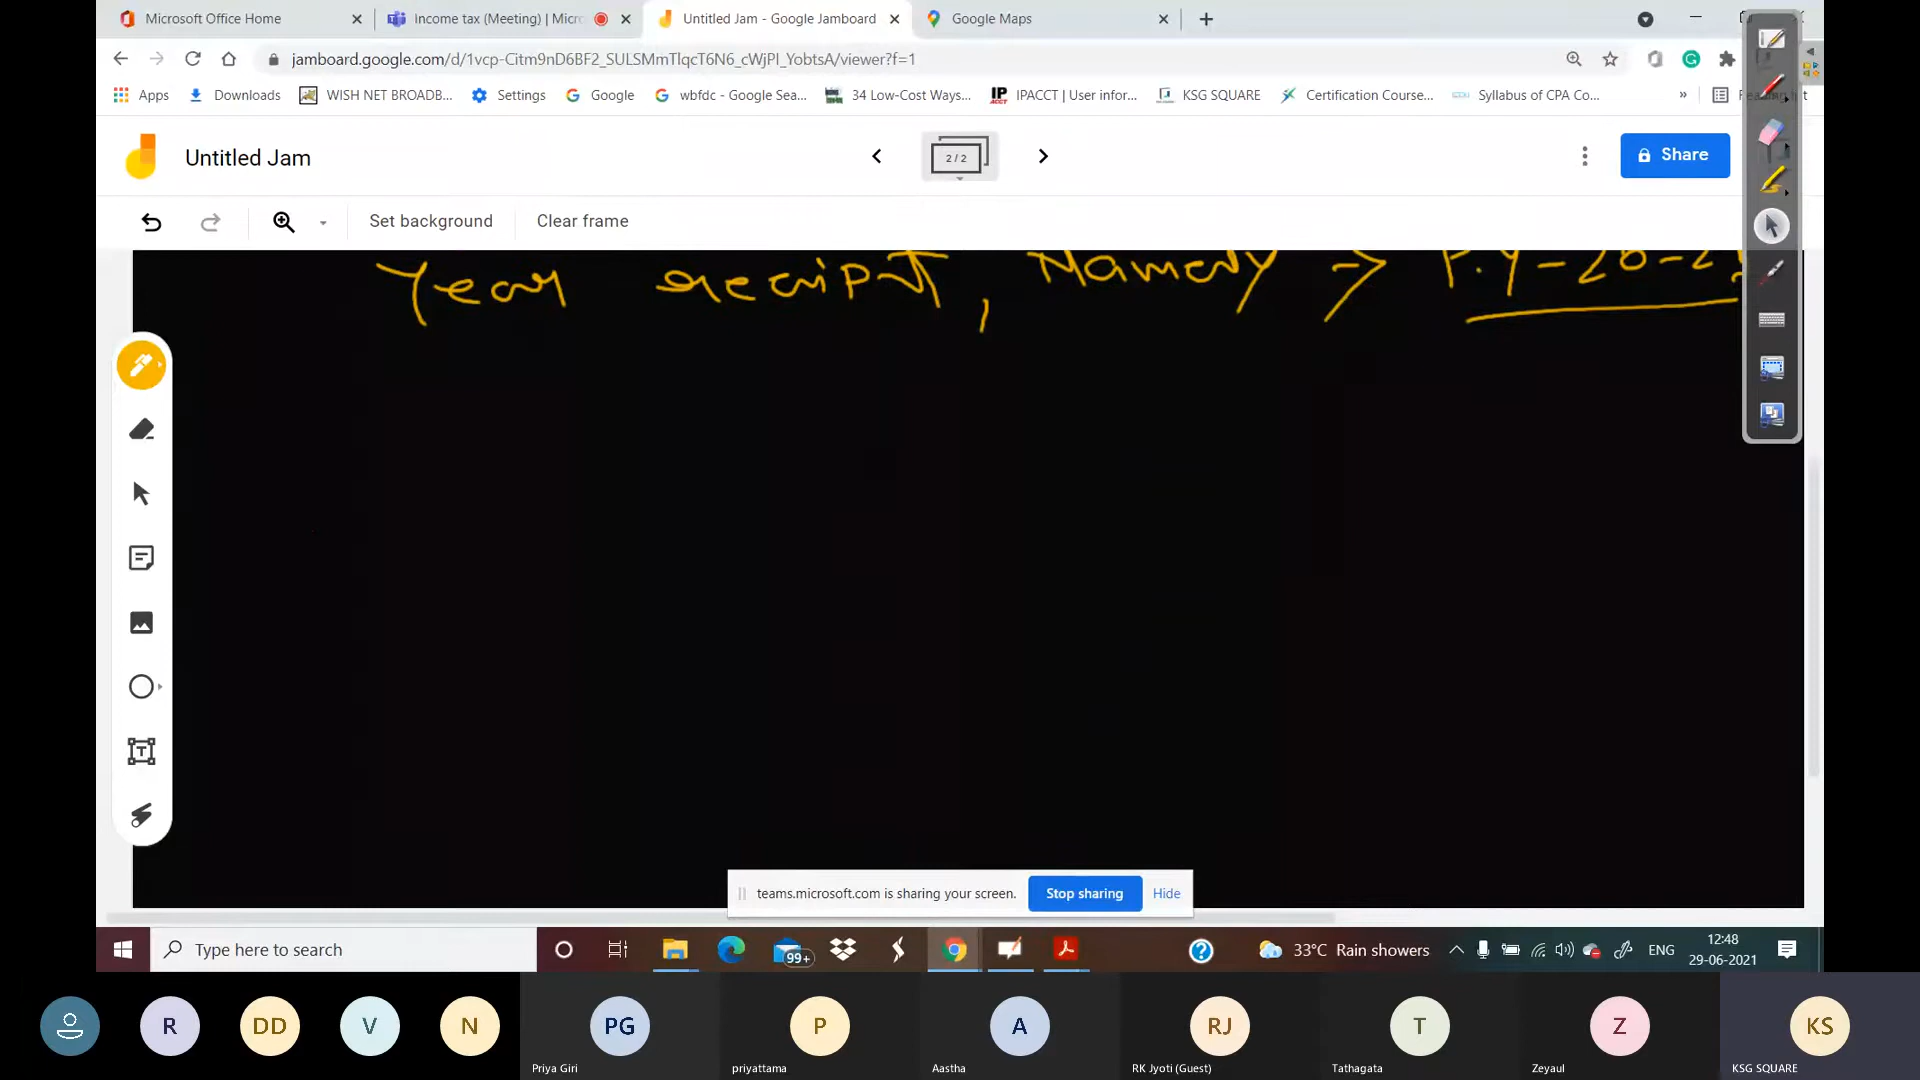 Microsoft Office Home
Income tax (Meeting) | Micr
Untitled Jam - Google Jamboard
Google Maps
jamboard.google.com/d/1vcp-Citm9nD6BF2_SULSMmTlqcT6N6_cWjPI_YobtsA/viewer?f=1
Apps Downloads WISH NET BROADB... Settings Google wbfdc - Google Sea... 34 Low-Cost Ways... IPACCT | User infor... KSG SQUARE Certification Course... Syllabus of CPA Co... »
Untitled Jam
2 / 2
Share
Set background Clear frame
Year reciipt, Namely → P.Y-20-21
teams.microsoft.com is sharing your screen. Stop sharing Hide
Type here to search
99+
33°C Rain showers
ENG
12:48
29-06-2021
R DD V N PG P A RJ T Z KS
Priya Giri priyattama Aastha RK Jyoti (Guest) Tathagata Zeyaul KSG SQUARE